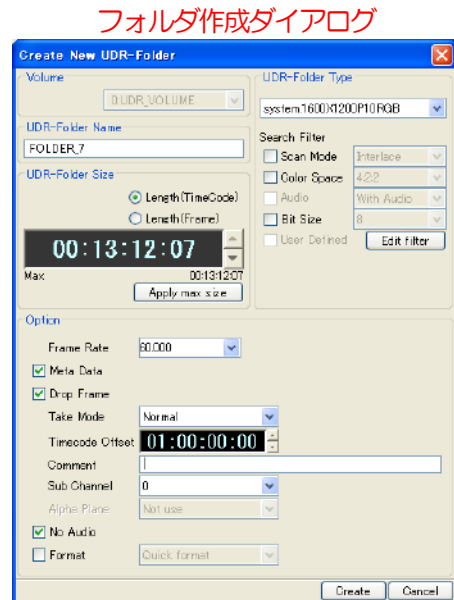 フォルダ作成ダイアログ
Create New UDR-Folder
Volume
D:UDR_VOLUME
UDR-Folder Name
FOLDER_7
UDR-Folder Size
Length(TimeCode)
Length(Frame)
00:13:12:07
Max 00:13:12:07
Apply max size
UDR-Folder Type
system:1600X1200P10RGB
Search Filter
Scan Mode Interlace
Color Space 4:2:2
Audio With Audio
Bit Size 8
User Defined Edit filter
Option
Frame Rate 60.000
Meta Data
Drop Frame
Take Mode Normal
Timecode Offset 01:00:00:00
Comment
Sub Channel 0
Alpha Plane Not use
No Audio
Format Quick format
Create Cancel